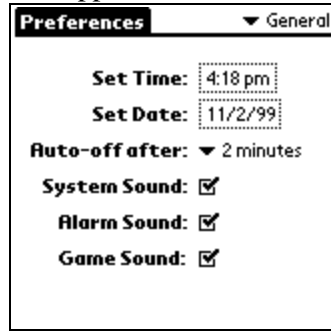 Preferences ▼ General
Set Time: 4:18 pm
Set Date: 11/2/99
Auto-off after: ▼ 2 minutes
System Sound: ☑
Alarm Sound: ☑
Game Sound: ☑